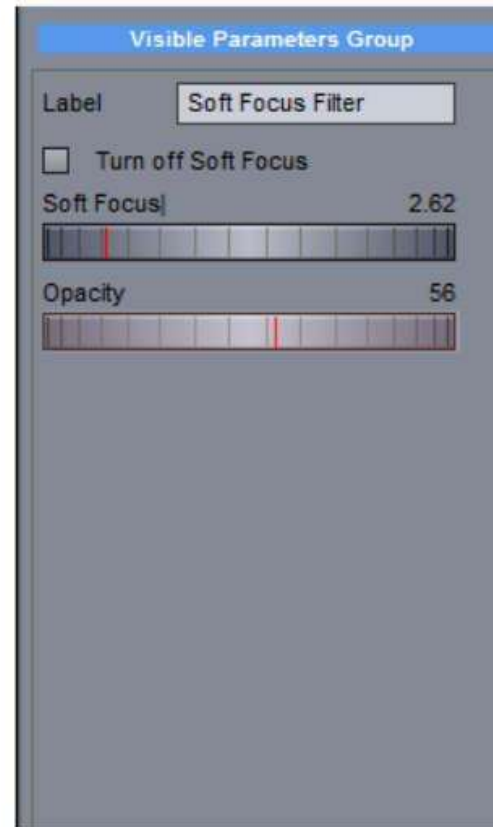 Visible Parameters Group
Label Soft Focus Filter
Turn off Soft Focus
Soft Focus 2.62
Opacity 56